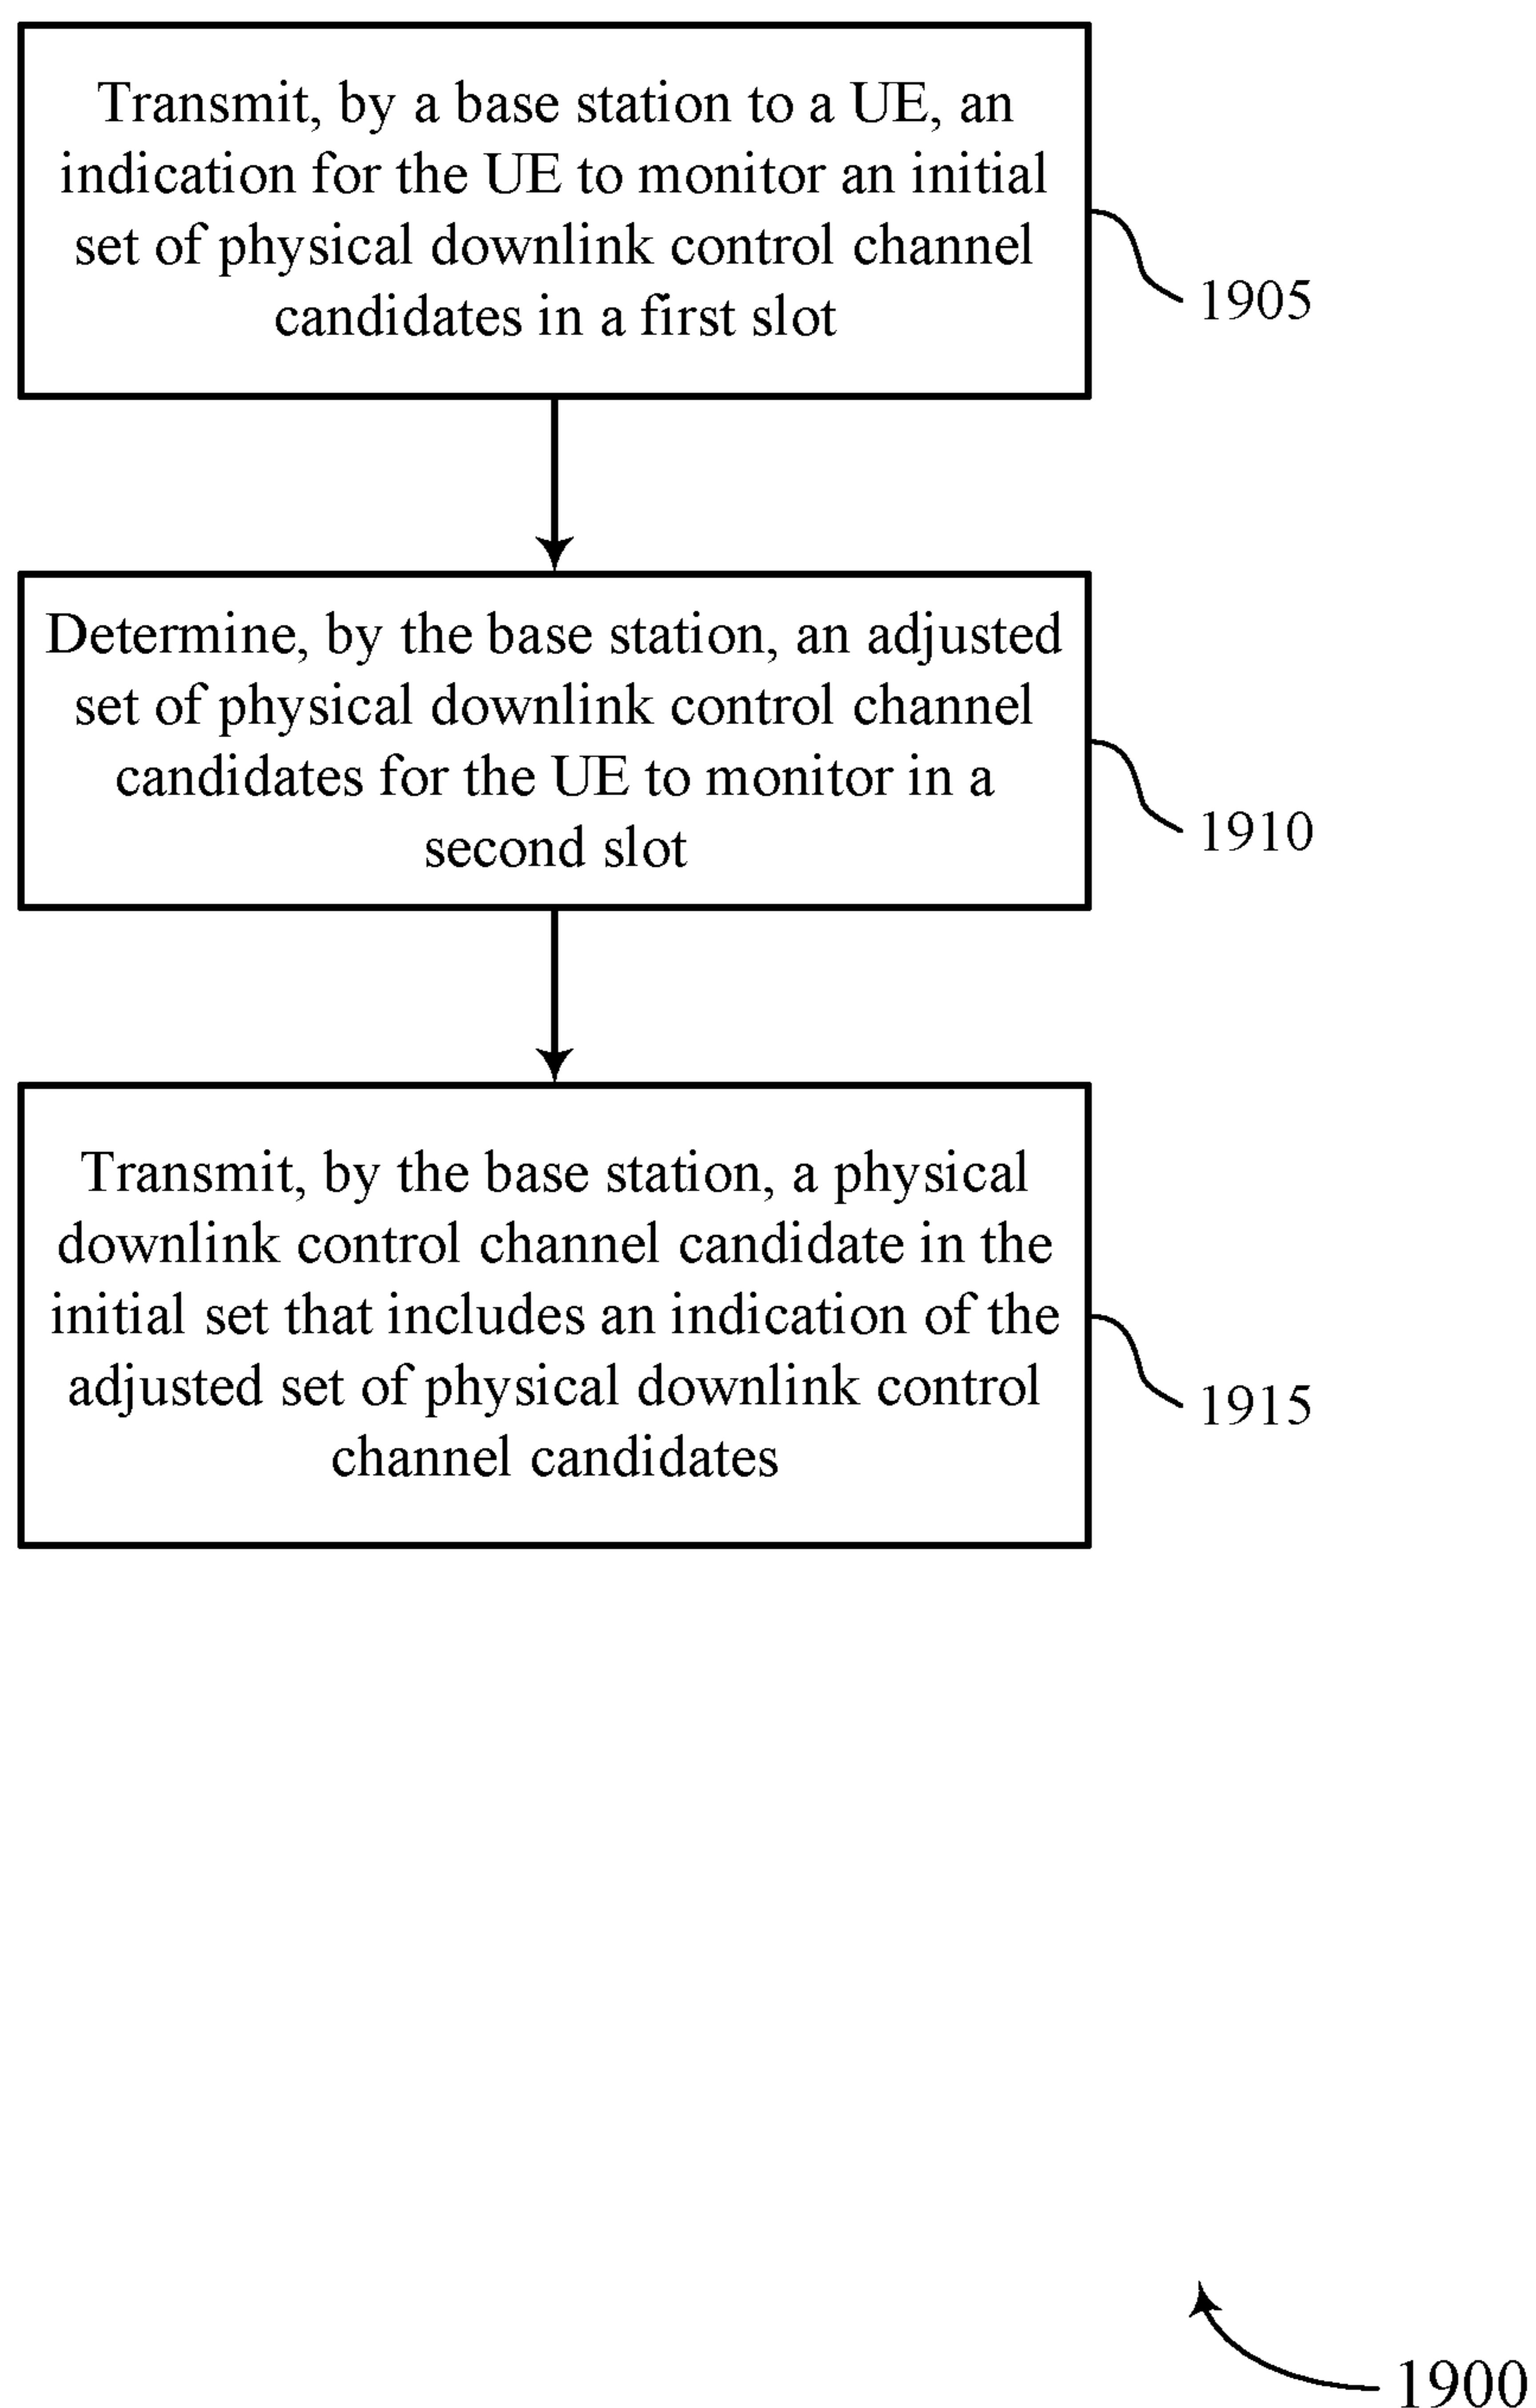 Transmit, by a base station to a UE, an
indication for the UE to monitor an initial
set of physical downlink control channel
candidates in a first slot
1905
Determine, by the base station, an adjusted
set of physical downlink control channel
candidates for the UE to monitor in a
second slot
1910
Transmit, by the base station, a physical
downlink control channel candidate in the
initial set that includes an indication of the
adjusted set of physical downlink control
channel candidates
1915
1900